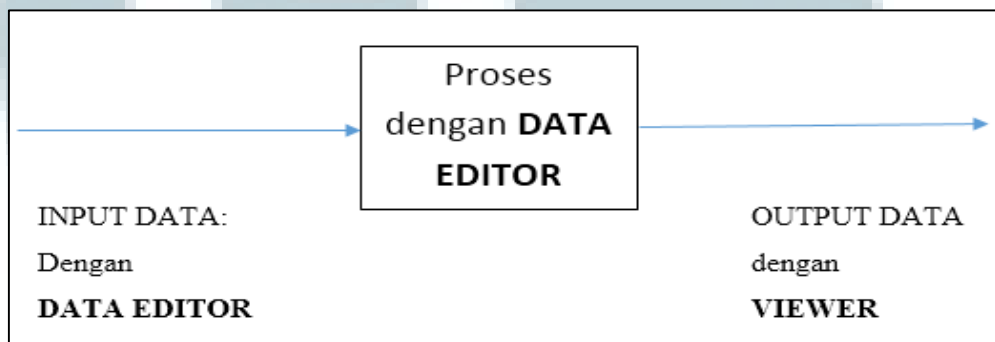 Proses
dengan DATA
EDITOR
INPUT DATA:
Dengan
DATA EDITOR
OUTPUT DATA
dengan
VIEWER